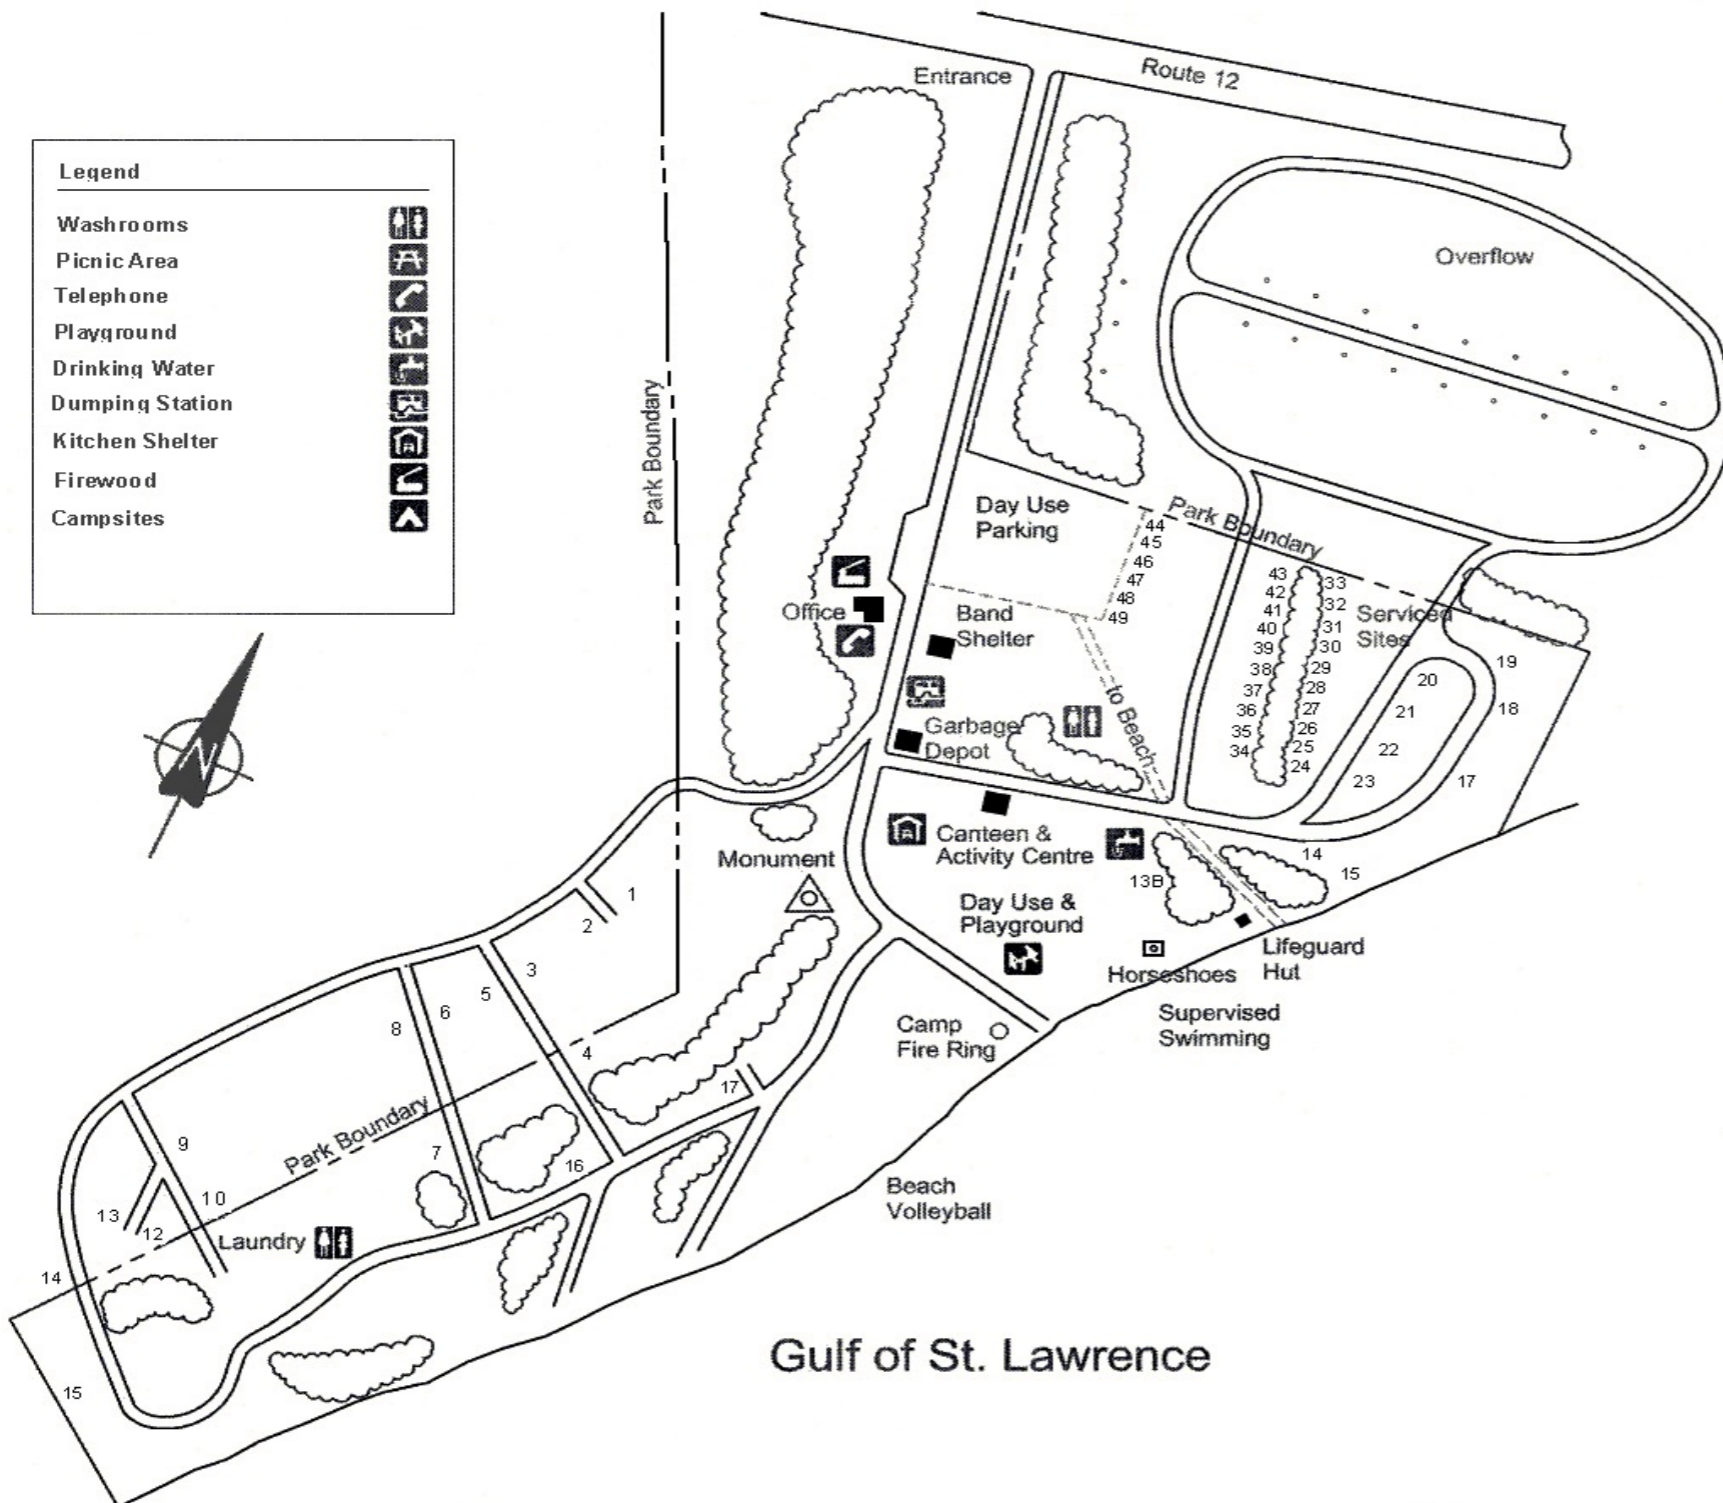 Legend
Washrooms
Picnic Area
Telephone
Playground
Drinking Water
Dumping Station
Kitchen Shelter
Firewood
Campsites
N
Entrance
Route 12
Overflow
Park Boundary
Day Use
Parking
Park Boundary
44
45
46
47
48
49
43
42
41
40
39
38
37
36
35
34
33
32
31
30
29
28
27
26
25
24
Serviced
Sites
19
18
17
20
21
22
23
Office
Band
Shelter
to Beach
Garbage
Depot
Canteen &
Activity Centre
Monument
13B
14
15
Day Use &
Playground
Horseshoes
Lifeguard
Hut
Supervised
Swimming
Camp
Fire Ring
1
2
3
4
5
6
7
8
9
10
12
13
14
15
16
17
Park Boundary
Laundry
Beach
Volleyball
Gulf of St. Lawrence